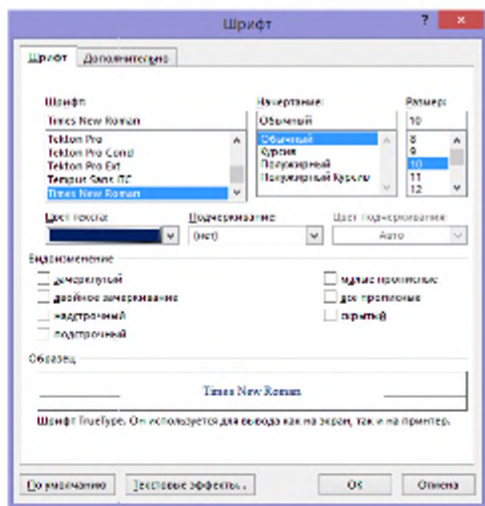 Шрифт ? ×
Шрифт Дополнительно
Шрифт: Начертание: Размер:
Times New Roman Обычный 10
Tekton Pro Обычный 8
Tekton Pro Cond Курсив 9
Tekton Pro Ext Полужирный 10
Tempus Sans ITC Полужирный Курсив 11
Times New Roman 12
Цвет текста: Подчеркивание: Цвет подчеркивания:
(нет) Авто
Видоизменение
зачеркнутый малые прописные
двойное зачеркивание все прописные
надстрочный скрытый
подстрочный
Образец
Times New Roman
Шрифт TrueType. Он используется для вывода как на экран, так и на принтер.
По умолчанию Текстовые эффекты... ОК Отмена